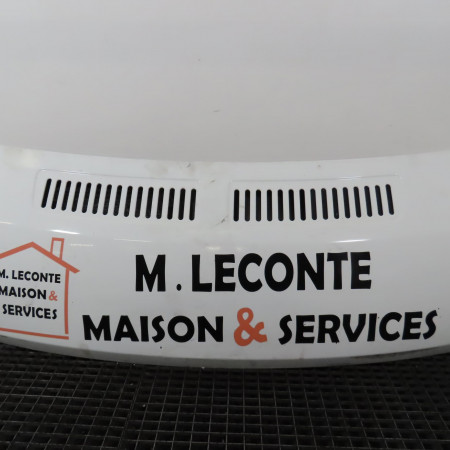 M. LECONTE
MAISON &
SERVICES
M. LECONTE
MAISON & SERVICES